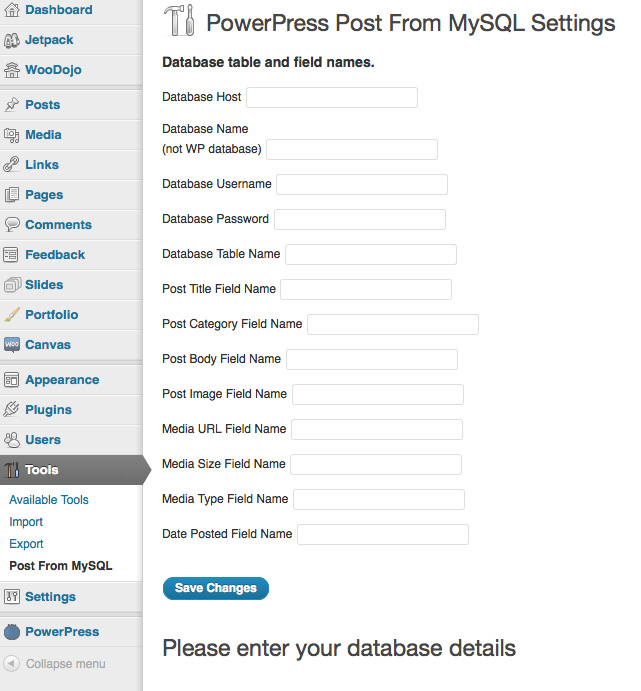 Dashboard
Jetpack
WooDojo
Posts
Media
Links
Pages
Comments
Feedback
Slides
Portfolio
WOO
Canvas
Appearance
Plugins
Users
Tools
Available Tools
Import
Export
Post From MySQL
Settings
PowerPress
Collapse menu
PowerPress Post From MySQL Settings
Database table and field names.
Database Host
Database Name
(not WP database)
Database Username
Database Password
Database Table Name
Post Title Field Name
Post Category Field Name
Post Body Field Name
Post Image Field Name
Media URL Field Name
Media Size Field Name
Media Type Field Name
Date Posted Field Name
Save Changes
Please enter your database details